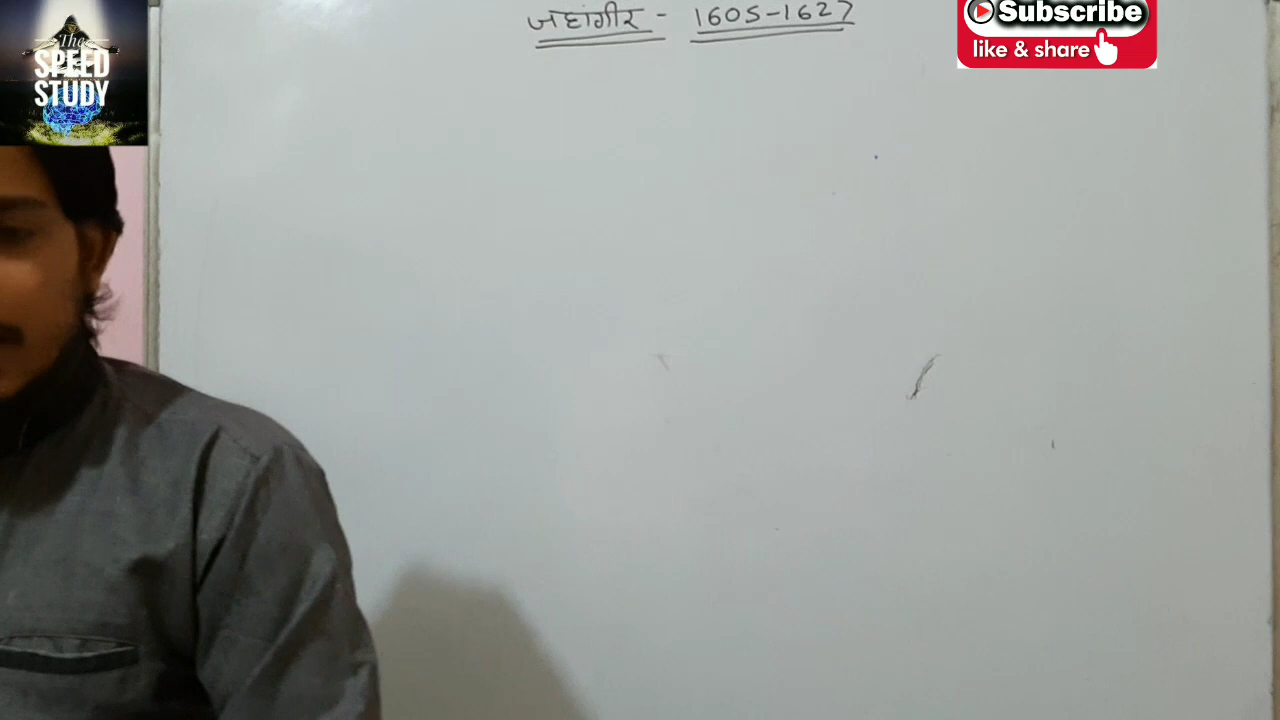 जहांगीर - 1605-1627
Subscribe
like & share
The
SPEED
STUDY